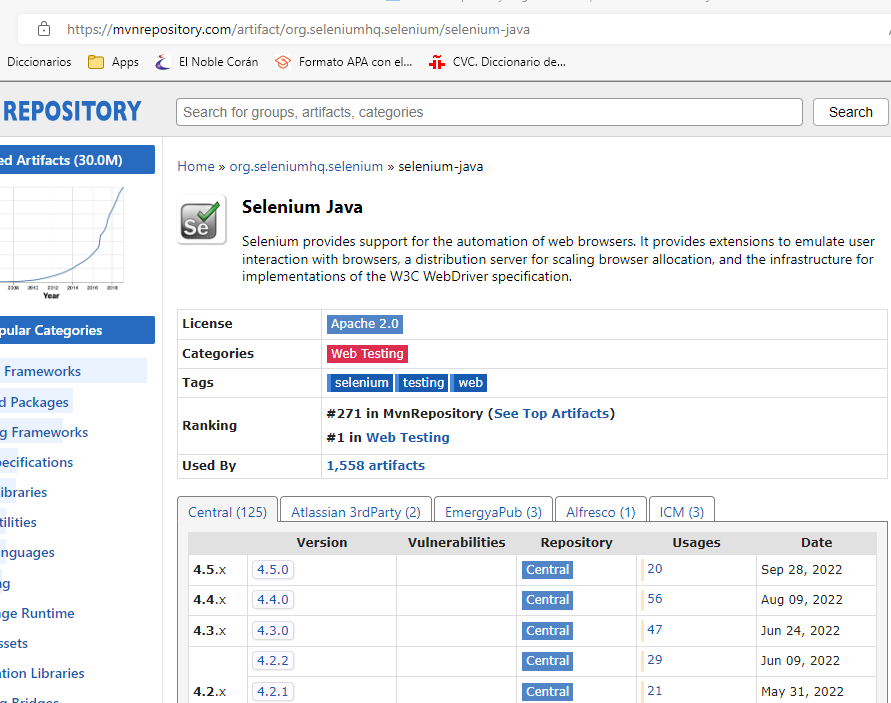 https://mvnrepository.com/artifact/org.seleniumhq.selenium/selenium-java
Diccionarios Apps El Noble Corán Formato APA con el... CVC. Diccionario de...
REPOSITORY Search for groups, artifacts, categories Search
ed Artifacts (30.0M)
2012 2014 2016 2018
Year
pular Categories
Frameworks
d Packages
g Frameworks
ecifications
ibraries
tilities
nguages
ng
ge Runtime
ssets
tion Libraries
g Bridges
Home » org.seleniumhq.selenium » selenium-java
Se
Selenium Java
Selenium provides support for the automation of web browsers. It provides extensions to emulate user
interaction with browsers, a distribution server for scaling browser allocation, and the infrastructure for
implementations of the W3C WebDriver specification.
License Apache 2.0
Categories Web Testing
Tags selenium testing web
Ranking #271 in MvnRepository (See Top Artifacts)
#1 in Web Testing
Used By 1,558 artifacts
Central (125) Atlassian 3rdParty (2) EmergyaPub (3) Alfresco (1) ICM (3)
Version Vulnerabilities Repository Usages Date
4.5.x 4.5.0 Central 20 Sep 28, 2022
4.4.x 4.4.0 Central 56 Aug 09, 2022
4.3.x 4.3.0 Central 47 Jun 24, 2022
4.2.2 Central 29 Jun 09, 2022
4.2.x 4.2.1 Central 21 May 31, 2022